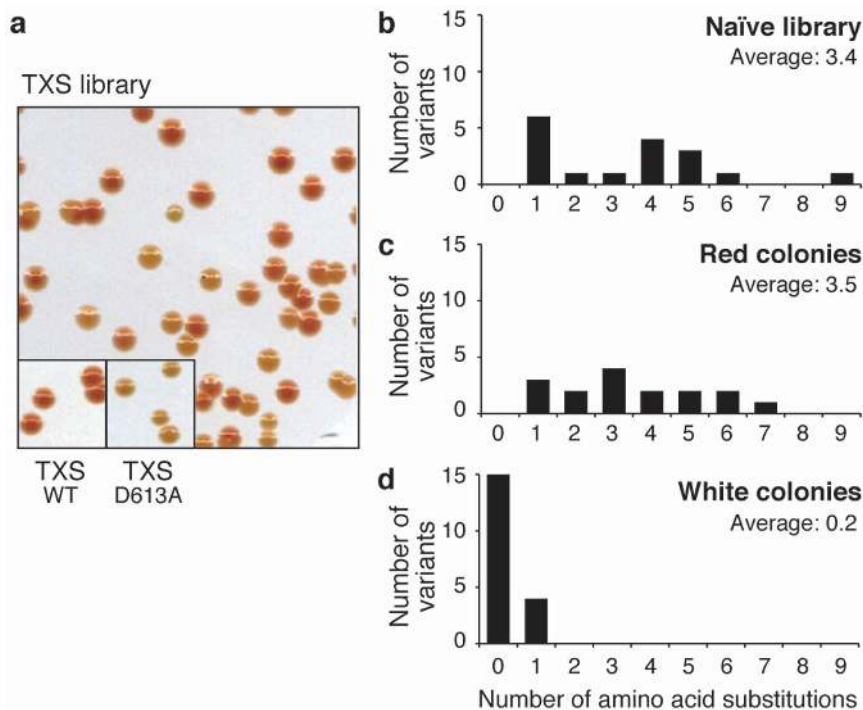 a
TXS library
TXS
WT
TXS
D613A
b
Naïve library
Average: 3.4
Number of
variants
15
10
5
0
0 1 2 3 4 5 6 7 8 9
c
Red colonies
Average: 3.5
Number of
variants
15
10
5
0
0 1 2 3 4 5 6 7 8 9
d
White colonies
Average: 0.2
Number of
variants
15
10
5
0
0 1 2 3 4 5 6 7 8 9
Number of amino acid substitutions